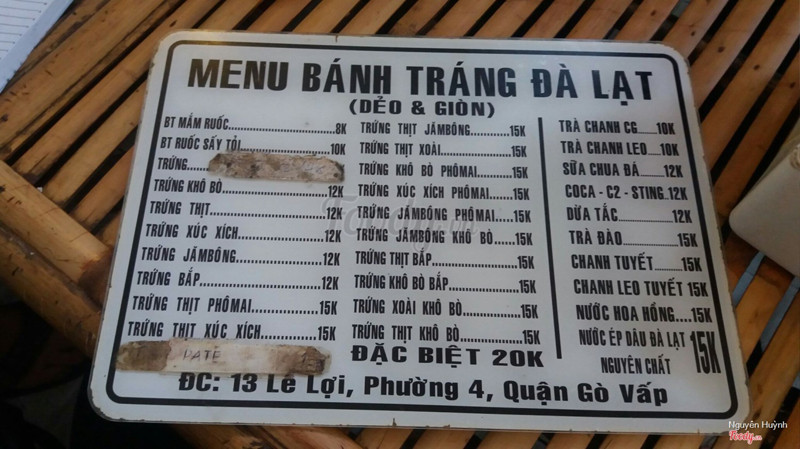 MENU BÁNH TRÁNG ĐÀ LẠT
(DẺO & GIÒN)
BT MẮM RUỐC 8K
BT RUỐC SẤY TỎI 10K
TRỨNG
TRỨNG KHÔ BÒ 12K
TRỨNG THỊT 12K
TRỨNG XÚC XÍCH 12K
TRỨNG JĂMBÔNG 12K
TRỨNG BẮP 12K
TRỨNG THỊT PHÔMAI 15K
TRỨNG THỊT XÚC XÍCH 15K
PATE
TRỨNG THỊT JĂMBÔNG 15K
TRỨNG THỊT XOÀI 15K
TRỨNG KHÔ BÒ PHÔMAI 15K
TRỨNG XÚC XÍCH PHÔMAI 15K
TRỨNG JĂMBÔNG PHÔMAI 15K
TRỨNG JĂMBÔNG KHÔ BÒ 15K
TRỨNG THỊT BẮP 15K
TRỨNG KHÔ BÒ BẮP 15K
TRỨNG XOÀI KHÔ BÒ 15K
TRỨNG THỊT KHÔ BÒ 15K
ĐẶC BIỆT 20K
TRÀ CHANH CG 10K
TRÀ CHANH LEO 10K
SỮA CHUA ĐÁ 12K
COCA - C2 - STING 12K
DỪA TẮC 12K
TRÀ ĐÀO 15K
CHANH TUYẾT 15K
CHANH LEO TUYẾT 15K
NƯỚC HOA HỒNG 15K
NƯỚC ÉP DÂU ĐÀ LẠT
NGUYÊN CHẤT 15K
ĐC: 13 Lê Lợi, Phường 4, Quận Gò Vấp
Foody.vn
Nguyên Huỳnh
Foody.vn